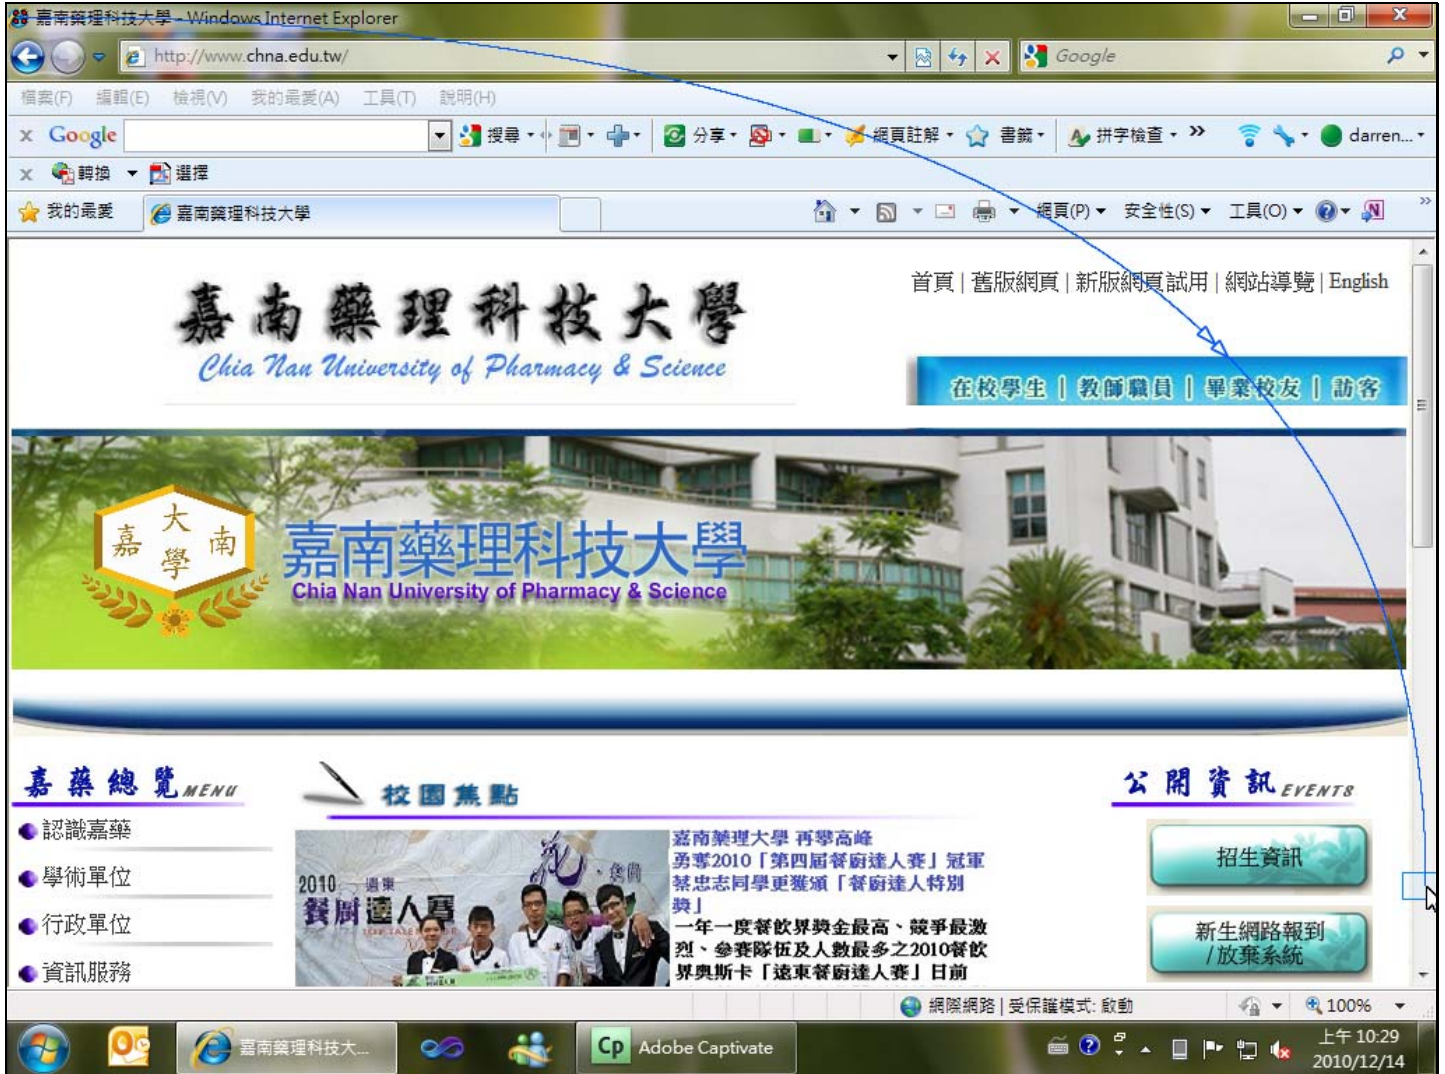 嘉南藥理科技大學 - Windows Internet Explorer
http://www.chna.edu.tw/
Google
檔案(F) 編輯(E) 檢視(V) 我的最愛(A) 工具(T) 說明(H)
x Google 搜尋 分享 網頁註解 書籤 拼字檢查 » darren...
x 轉換 選擇
我的最愛 嘉南藥理科技大學 網頁(P) 安全性(S) 工具(O) »
首頁 | 舊版網頁 | 新版網頁試用 | 網站導覽 | English
嘉南藥理科技大學
Chia Nan University of Pharmacy & Science
在校學生 | 教師職員 | 畢業校友 | 訪客
嘉 大 學 南
嘉南藥理科技大學
Chia Nan University of Pharmacy & Science
嘉藥總覽 MENU
認識嘉藥
學術單位
行政單位
資訊服務
校園焦點
2010 遠東
餐廚達人賽
嘉南藥理大學 再攀高峰
勇奪2010「第四屆餐廚達人賽」冠軍
蔡忠志同學更獲頒「餐廚達人特別
獎」
一年一度餐飲界獎金最高、競爭最激
烈、參賽隊伍及人數最多之2010餐飲
界奧斯卡「遠東餐廚達人賽」日前
公開資訊 EVENTS
招生資訊
新生網路報到
/放棄系統
網際網路 | 受保護模式: 啟動
100%
嘉南藥理科技大...
Cp Adobe Captivate
上午 10:29
2010/12/14